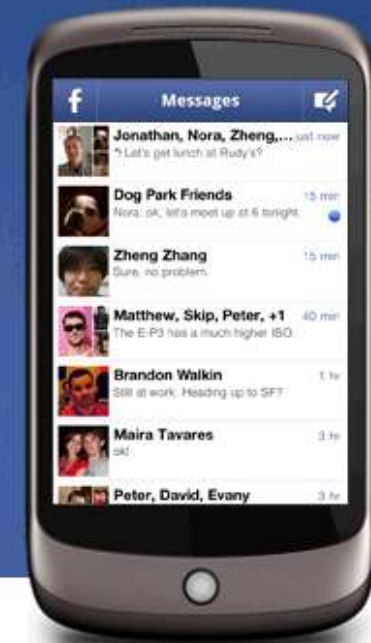 f Messages
Jonathan, Nora, Zheng,... just now
Let's get lunch at Rudy's?
Dog Park Friends 15 min
Nora: ok, let's meet up at 6 tonight.
Zheng Zhang 15 min
Sure, no problem.
Matthew, Skip, Peter, +1 40 min
The E-P3 has a much higher ISO.
Brandon Walkin 1 hr
Still at work. Heading up to SF?
Maira Tavares 3 hr
ok!
Peter, David, Evany 3 hr